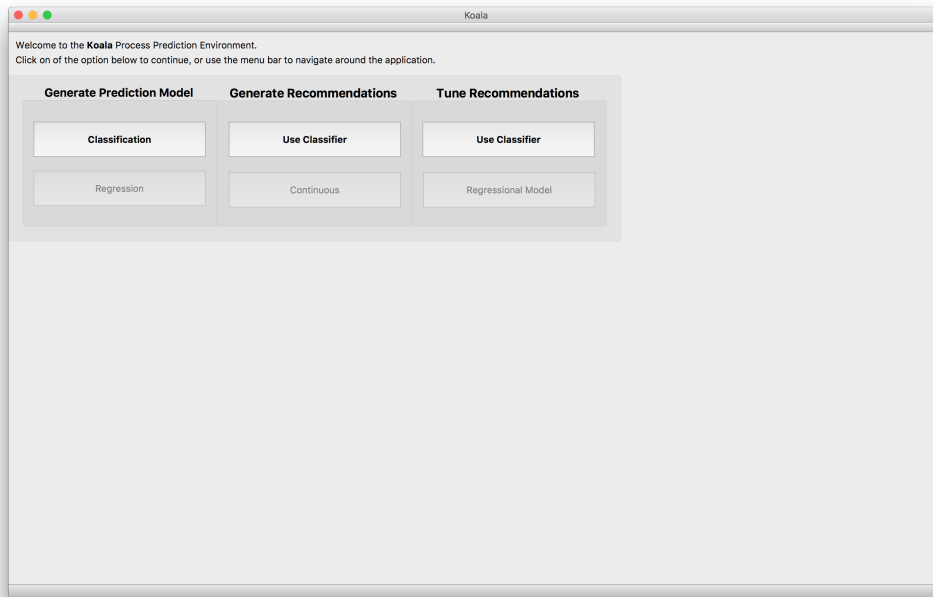 Koala
Welcome to the Koala Process Prediction Environment.
Click on of the option below to continue, or use the menu bar to navigate around the application.
Generate Prediction Model
Generate Recommendations
Tune Recommendations
Classification
Use Classifier
Use Classifier
Regression
Continuous
Regressional Model